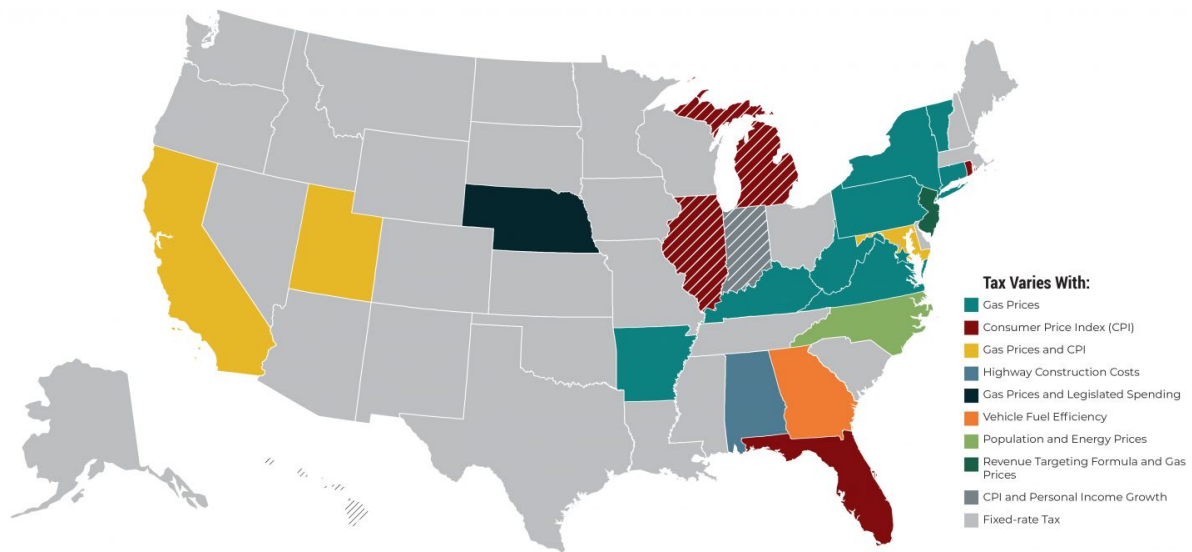 Tax Varies With:
Gas Prices
Consumer Price Index (CPI)
Gas Prices and CPI
Highway Construction Costs
Gas Prices and Legislated Spending
Vehicle Fuel Efficiency
Population and Energy Prices
Revenue Targeting Formula and Gas
Prices
CPI and Personal Income Growth
Fixed-rate Tax